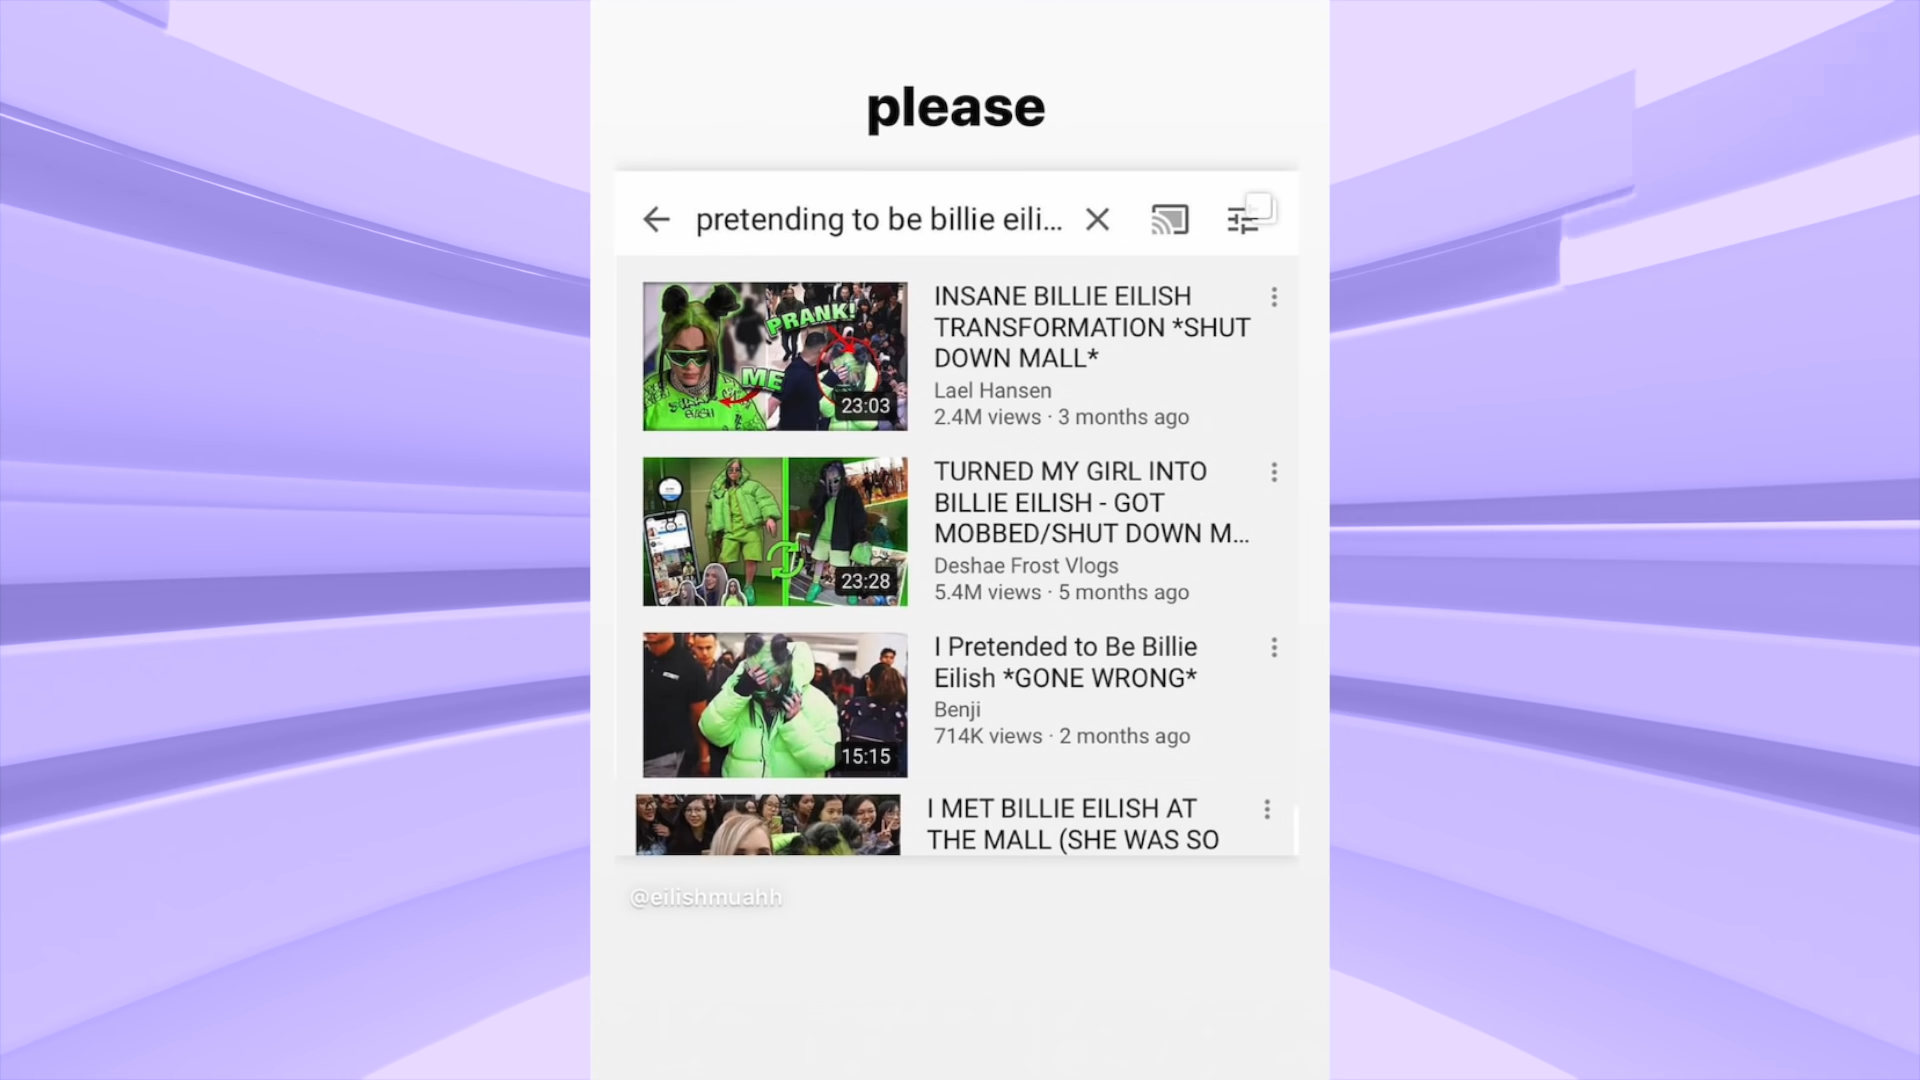 please
pretending to be billie eili...
PRANK!
ME
23:03
INSANE BILLIE EILISH
TRANSFORMATION *SHUT
DOWN MALL*
Lael Hansen
2.4M views · 3 months ago
23:28
TURNED MY GIRL INTO
BILLIE EILISH - GOT
MOBBED/SHUT DOWN M...
Deshae Frost Vlogs
5.4M views · 5 months ago
15:15
I Pretended to Be Billie
Eilish *GONE WRONG*
Benji
714K views · 2 months ago
I MET BILLIE EILISH AT
THE MALL (SHE WAS SO
@eilishmuahh